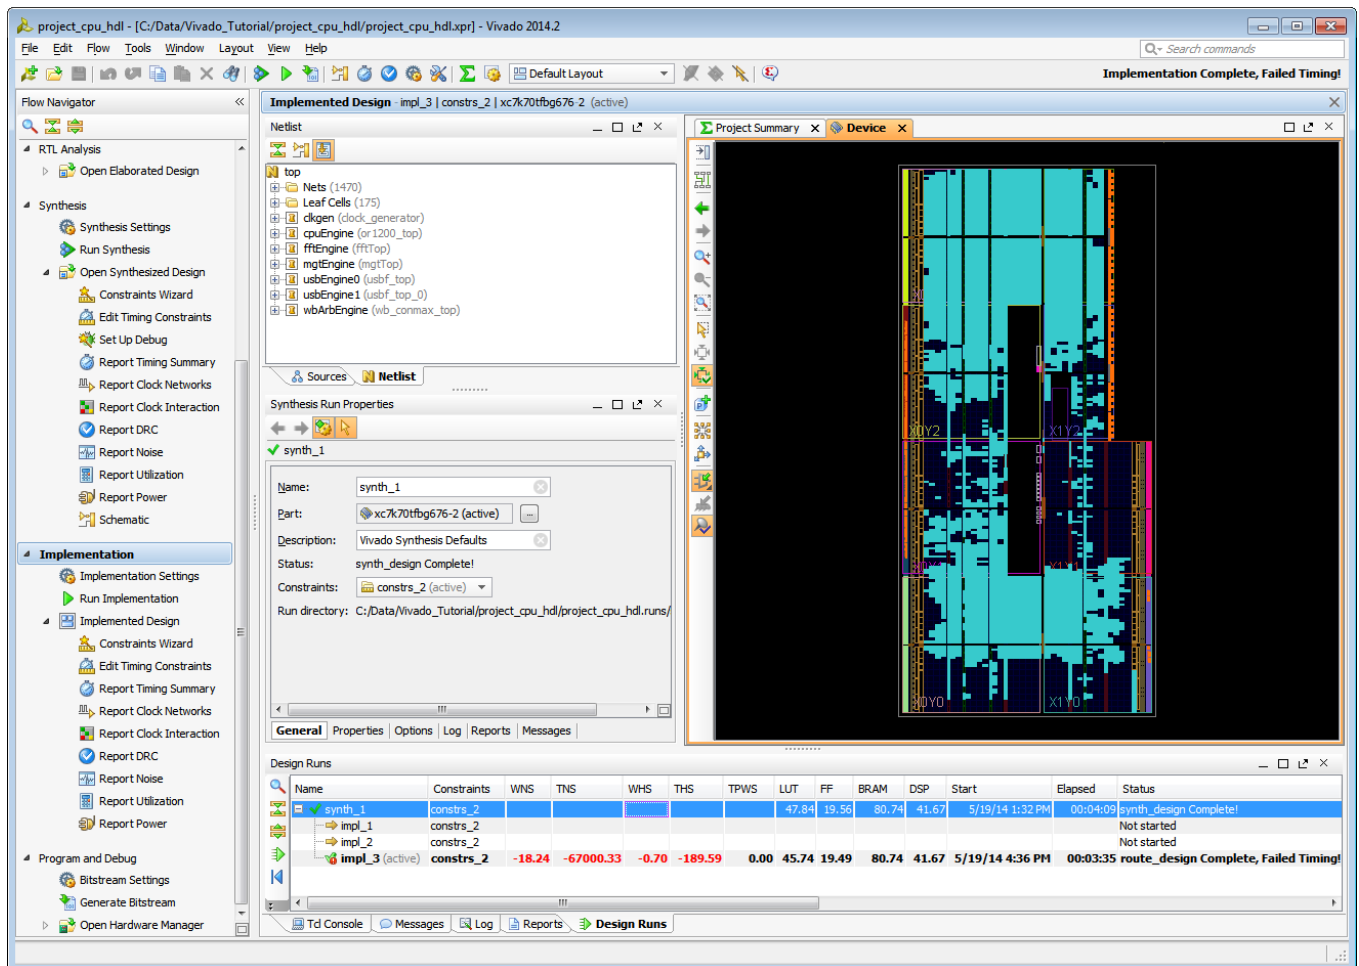 project_cpu_hdl - [C:/Data/Vivado_Tutorial/project_cpu_hdl/project_cpu_hdl.xpr] - Vivado 2014.2
File Edit Flow Tools Window Layout View Help
Search commands
Default Layout
Implementation Complete, Failed Timing!
Flow Navigator
RTL Analysis
Open Elaborated Design
Synthesis
Synthesis Settings
Run Synthesis
Open Synthesized Design
Constraints Wizard
Edit Timing Constraints
Set Up Debug
Report Timing Summary
Report Clock Networks
Report Clock Interaction
Report DRC
Report Noise
Report Utilization
Report Power
Schematic
Implementation
Implementation Settings
Run Implementation
Implemented Design
Constraints Wizard
Edit Timing Constraints
Report Timing Summary
Report Clock Networks
Report Clock Interaction
Report DRC
Report Noise
Report Utilization
Report Power
Program and Debug
Bitstream Settings
Generate Bitstream
Open Hardware Manager
Implemented Design - impl_3 | constrs_2 | xc7k70tfbg676-2 (active)
Netlist
top
Nets (1470)
Leaf Cells (175)
clkgen (clock_generator)
cpuEngine (or1200_top)
fftEngine (fftTop)
mgtEngine (mgtTop)
usbEngine0 (usbf_top)
usbEngine1 (usbf_top_0)
wbArbEngine (wb_conmax_top)
Sources Netlist
Synthesis Run Properties
synth_1
Name: synth_1
Part: xc7k70tfbg676-2 (active)
Description: Vivado Synthesis Defaults
Status: synth_design Complete!
Constraints: constrs_2 (active)
Run directory: C:/Data/Vivado_Tutorial/project_cpu_hdl/project_cpu_hdl.runs/
General Properties Options Log Reports Messages
Project Summary Device
X0Y2 X1Y2
X1Y1
X0Y0 X1Y0
Design Runs
Name Constraints WNS TNS WHS THS TPWS LUT FF BRAM DSP Start Elapsed Status
synth_1 constrs_2 47.84 19.56 80.74 41.67 5/19/14 1:32 PM 00:04:09 synth_design Complete!
impl_1 constrs_2 Not started
impl_2 constrs_2 Not started
impl_3 (active) constrs_2 -18.24 -67000.33 -0.70 -189.59 0.00 45.74 19.49 80.74 41.67 5/19/14 4:36 PM 00:03:35 route_design Complete, Failed Timing!
Tcl Console Messages Log Reports Design Runs